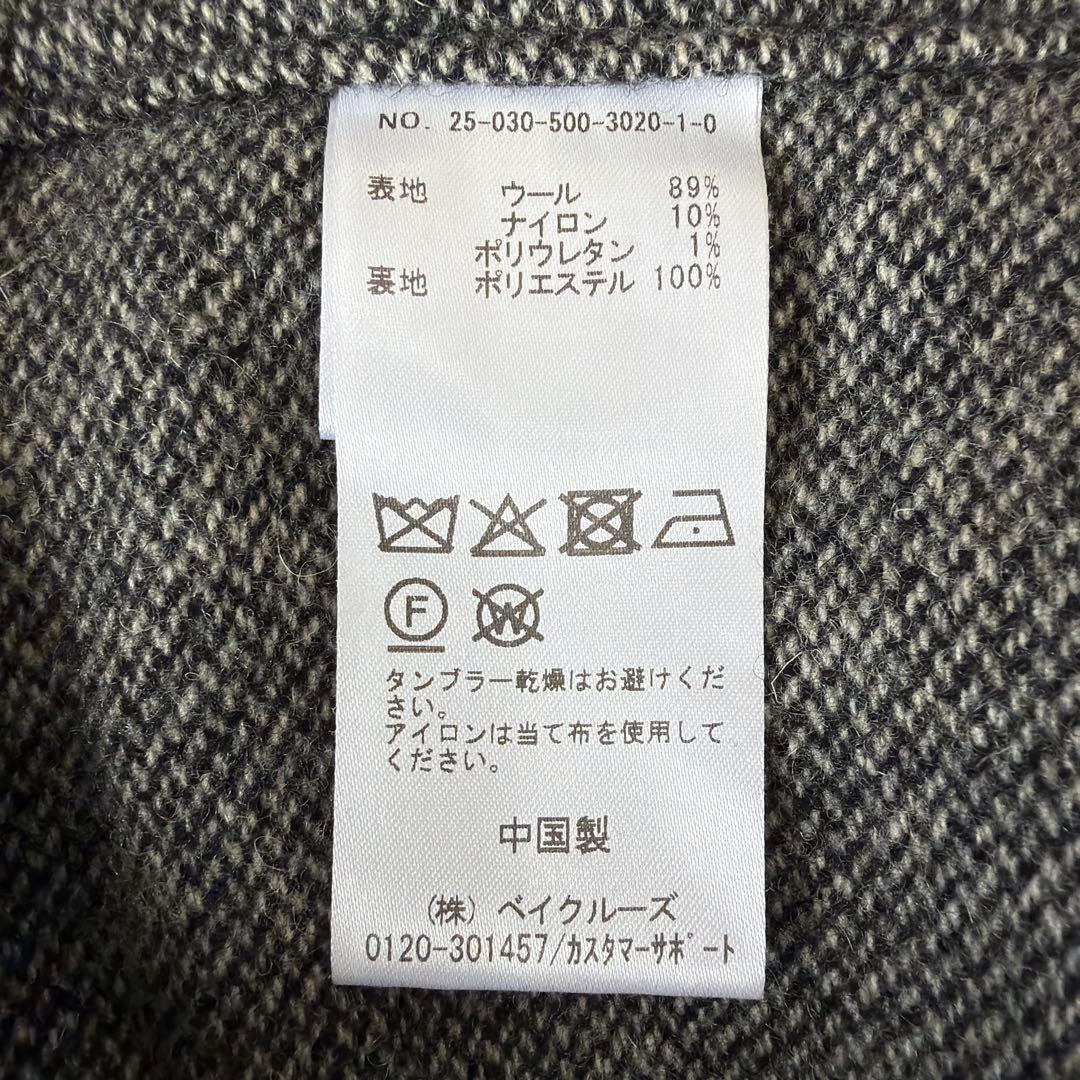 NO. 25-030-500-3020-1-0
表地 ウール 89%
ナイロン 10%
ポリウレタン 1%
裏地 ポリエステル 100%
F W
タンブラー乾燥はお避けくだ
さい。
アイロンは当て布を使用して
ください。
中国製
(株) ベイクルーズ
0120-301457/カスタマーサポート